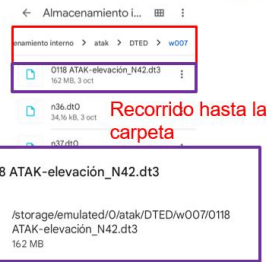 ← Almacenamiento i...
enamiento interno > atak > DTED > w007
0118 ATAK-elevación_N42.dt3
162 MB, 3 oct
n36.dt0
34,16 kB, 3 oct
Recorrido hasta la
carpeta
n37.dt0
8 ATAK-elevación_N42.dt3
/storage/emulated/0/atak/DTED/w007/0118
ATAK-elevación_N42.dt3
162 MB